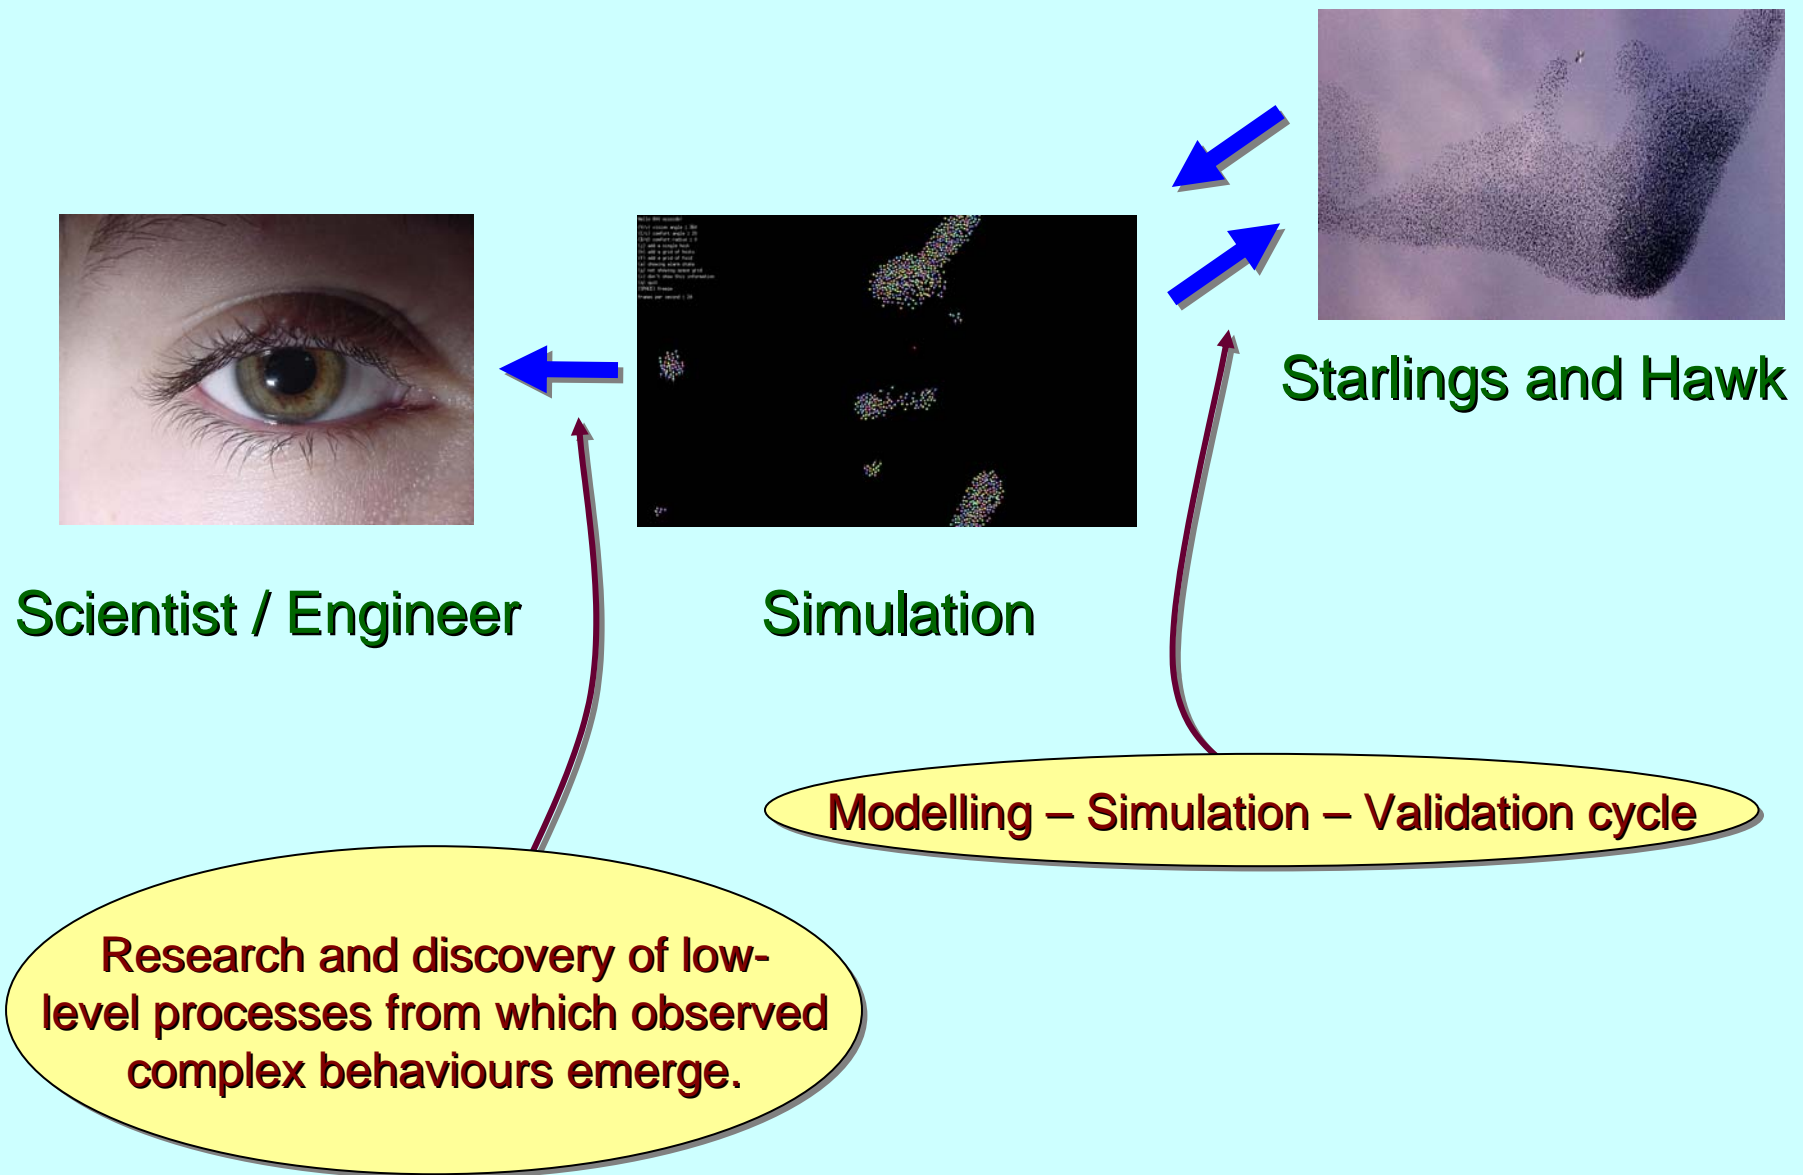 Starlings and Hawk
Scientist / Engineer
Simulation
Modelling – Simulation – Validation cycle
Research and discovery of low-
level processes from which observed
complex behaviours emerge.